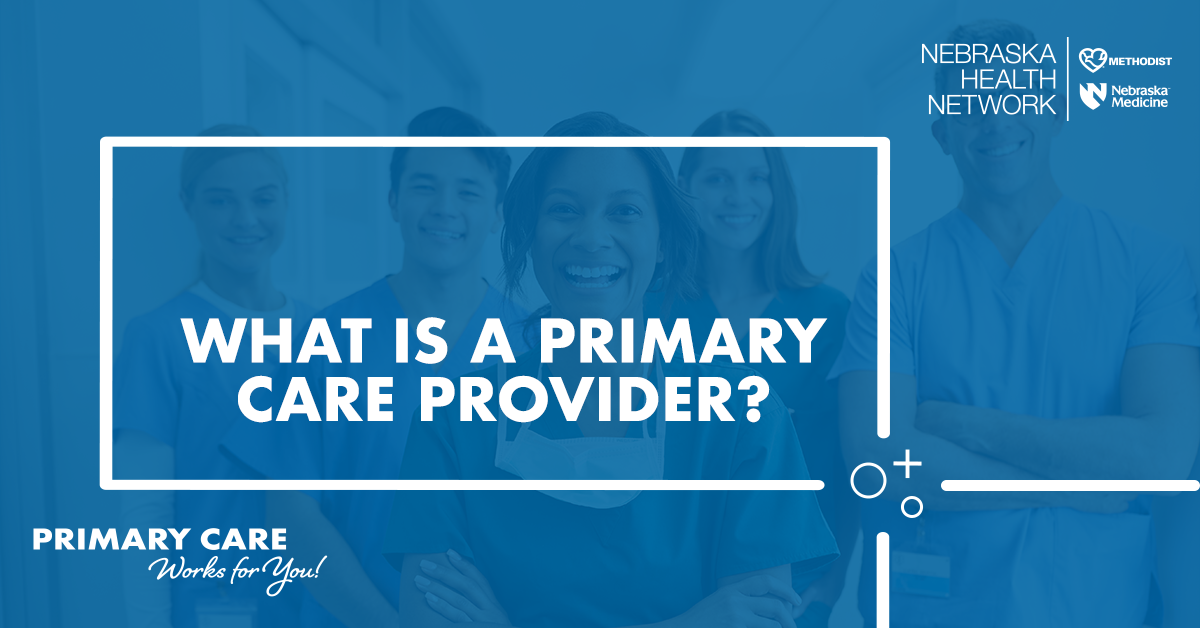 NEBRASKA
HEALTH
NETWORK
METHODIST
Nebraska
Medicine
WHAT IS A PRIMARY
CARE PROVIDER?
PRIMARY CARE
Works for You!